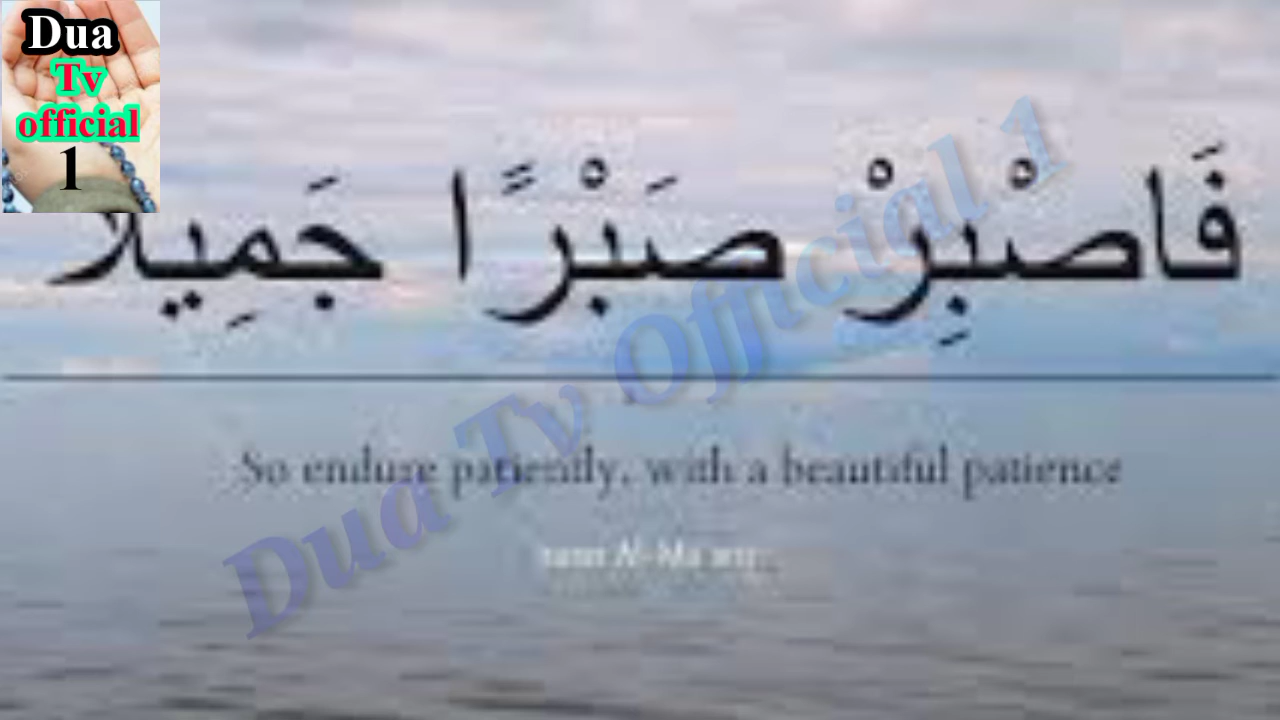 Dua
Tv
official
1
فَاصْبِرْ صَبْرًا جَمِيلًا
So endure patiently, with a beautiful patience
Dua Tv Official 1